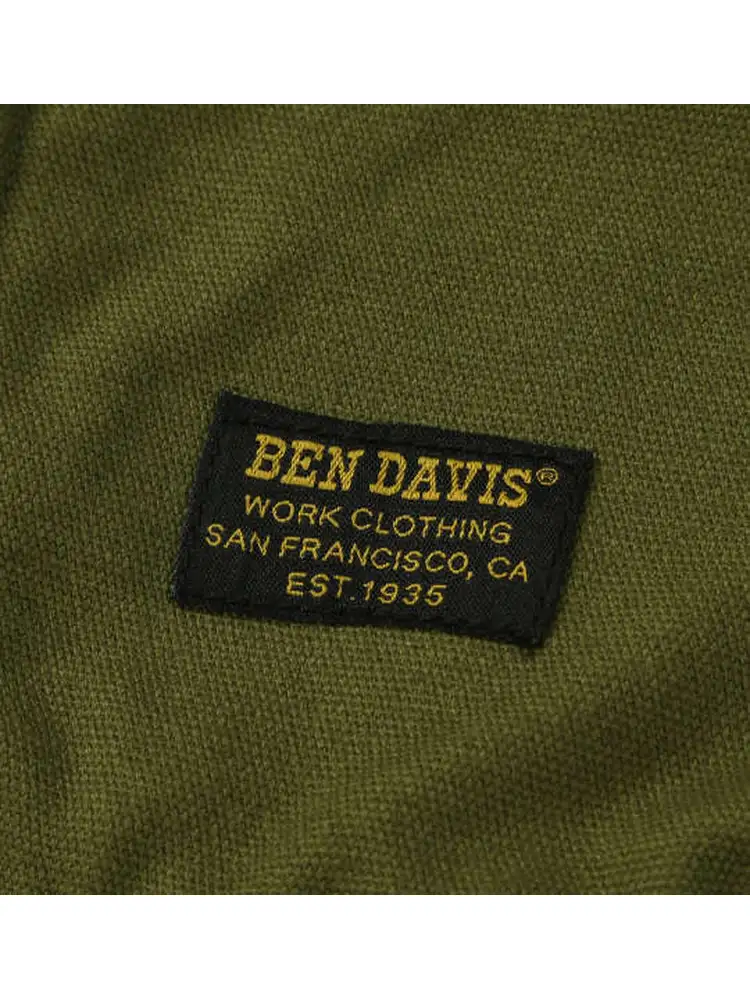 BEN DAVIS®
WORK CLOTHING
SAN FRANCISCO, CA
EST.1935